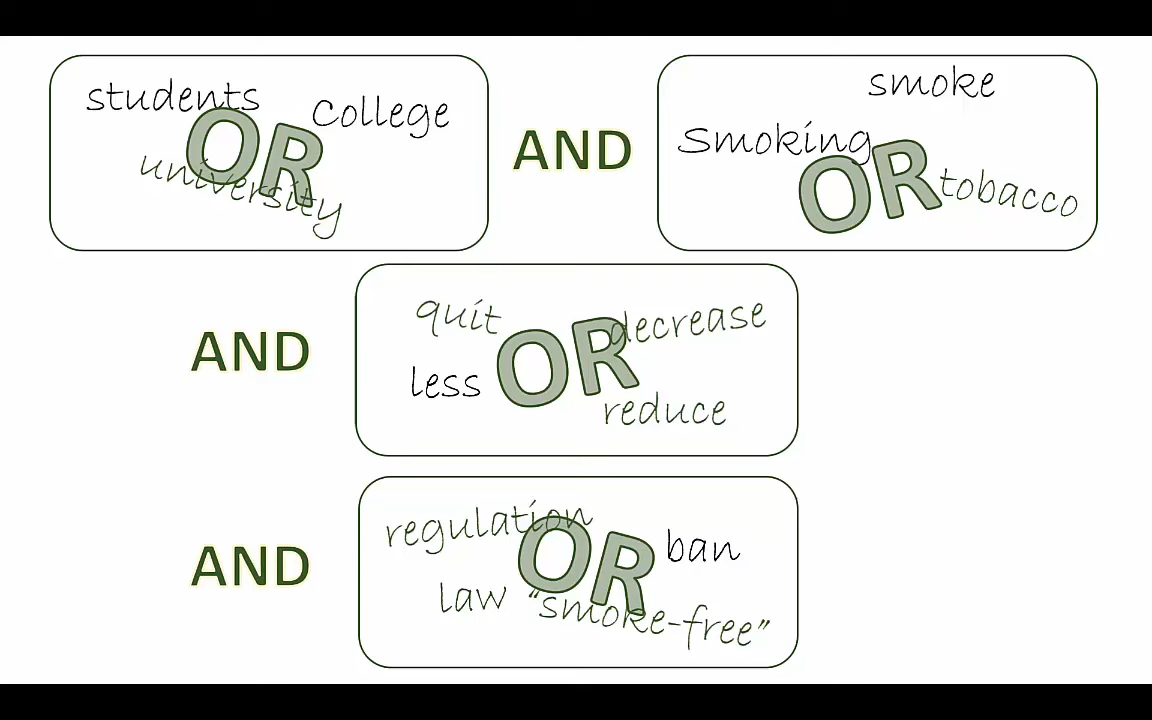 students
College
OR
university
AND
smoke
Smoking
OR
tobacco
AND
quit
decrease
OR
less
reduce
AND
regulation
OR
ban
law
"smoke-free"